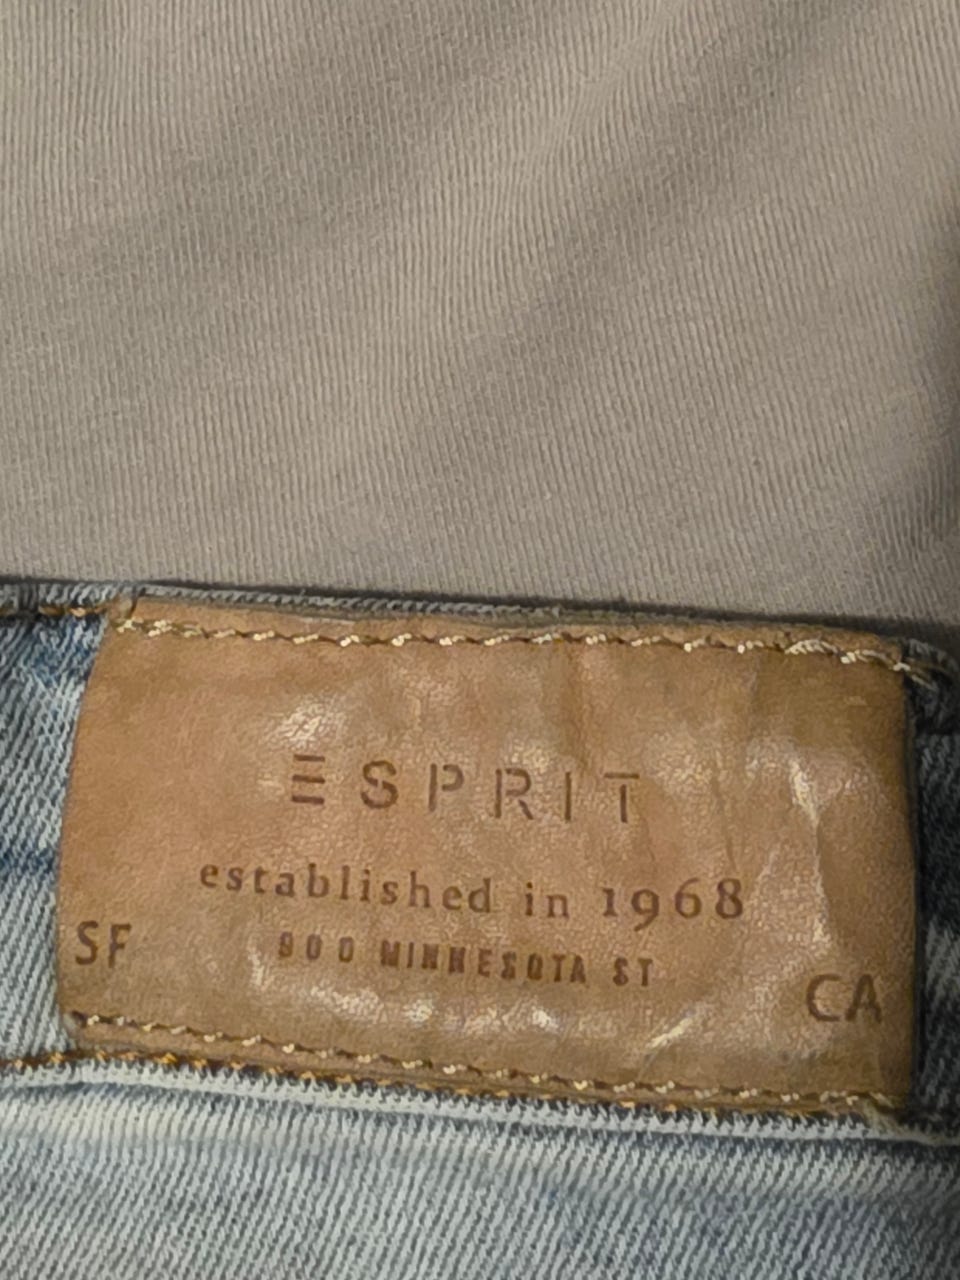 ESPRIT
established in 1968
SF
900 MINNESOTA ST
CA